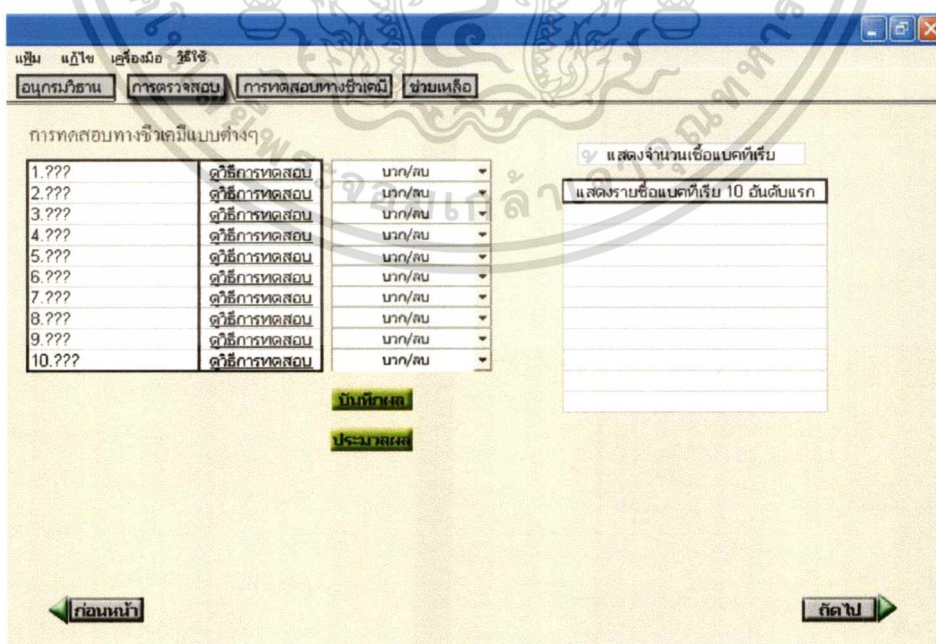 แฟ้ม แก้ไข เครื่องมือ วิธีใช้
อนุกรมวิธาน การตรวจสอบ การทดสอบทางชีวเคมี ช่วยเหลือ
การทดสอบทางชีวเคมีแบบต่างๆ
แสดงจำนวนเชื้อแบคทีเรีย
1.??? ดูวิธีการทดสอบ บวก/ลบ
แสดงรายชื่อแบคทีเรีย 10 อันดับแรก
2.??? ดูวิธีการทดสอบ บวก/ลบ
3.??? ดูวิธีการทดสอบ บวก/ลบ
4.??? ดูวิธีการทดสอบ บวก/ลบ
5.??? ดูวิธีการทดสอบ บวก/ลบ
6.??? ดูวิธีการทดสอบ บวก/ลบ
7.??? ดูวิธีการทดสอบ บวก/ลบ
8.??? ดูวิธีการทดสอบ บวก/ลบ
9.??? ดูวิธีการทดสอบ บวก/ลบ
10.??? ดูวิธีการทดสอบ บวก/ลบ
บันทึกผล
ประมวลผล
ก่อนหน้า
ถัดไป